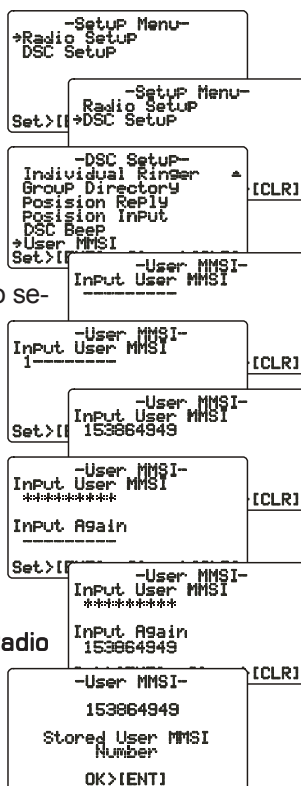 -Setup Menu-
→Radio Setup
DSC Setup
Set>[E
-Setup Menu-
Radio Setup
→DSC Setup
-DSC Setup-
Individual Ringer
Group Directory
Posision Reply
Posision Input
DSC Beep
→User MMSI
Set>[E
[CLR]
-User MMSI-
Input User MMSI
---------
o se-
-User MMSI-
Input User MMSI
1--------
[CLR]
Set>[E
-User MMSI-
Input User MMSI
153864949
-User MMSI-
Input User MMSI
*********
Input Again
---------
Set>[E
[CLR]
-User MMSI-
Input User MMSI
*********
Input Again
153864949
adio
[CLR]
-User MMSI-
153864949
Stored User MMSI
Number
OK>[ENT]